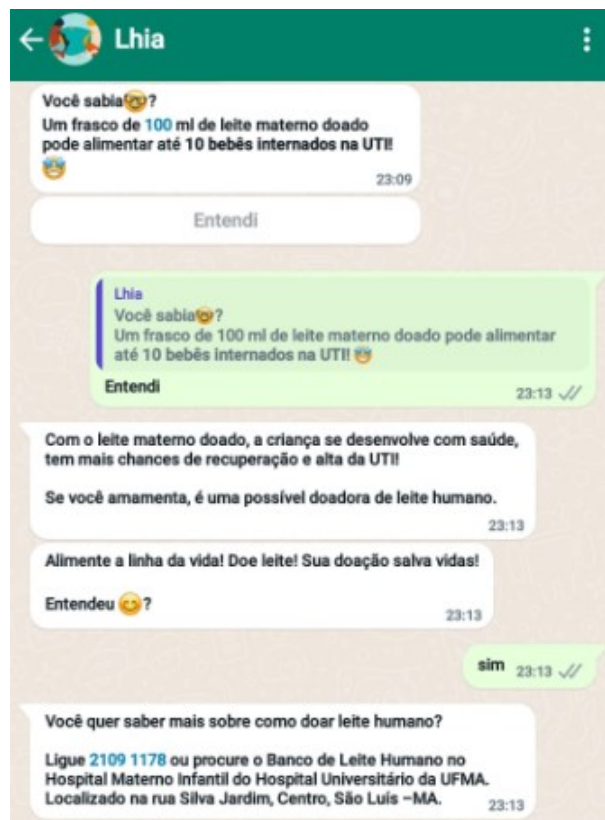 Lhia
Você sabia🤓?
Um frasco de 100 ml de leite materno doado
pode alimentar até 10 bebês internados na UTI!
23:09
Entendi
Lhia
Você sabia🤓?
Um frasco de 100 ml de leite materno doado pode alimentar
até 10 bebês internados na UTI!
Entendi
23:13
Com o leite materno doado, a criança se desenvolve com saúde,
tem mais chances de recuperação e alta da UTI!
Se você amamenta, é uma possível doadora de leite humano.
23:13
Alimente a linha da vida! Doe leite! Sua doação salva vidas!
Entendeu 😊?
23:13
sim 23:13
Você quer saber mais sobre como doar leite humano?
Ligue 2109 1178 ou procure o Banco de Leite Humano no
Hospital Materno Infantil do Hospital Universitário da UFMA.
Localizado na rua Silva Jardim, Centro, São Luís –MA.
23:13